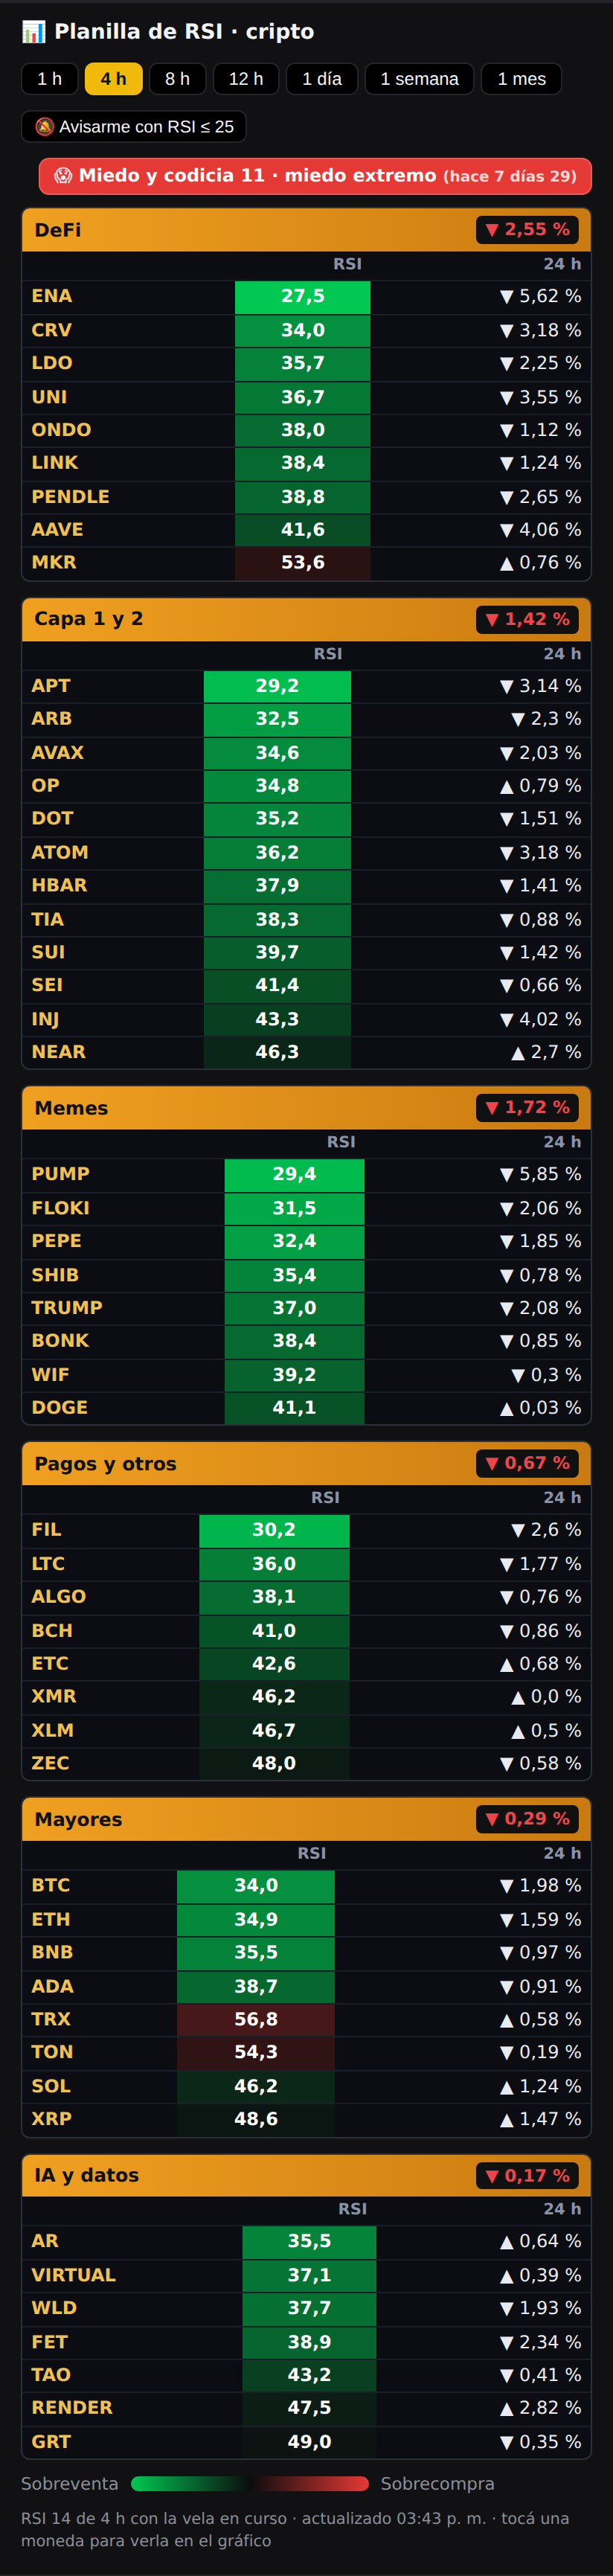 📊 Planilla de RSI · cripto
1 h 4 h 8 h 12 h 1 día 1 semana 1 mes
🔕 Avisarme con RSI ≤ 25
😱 Miedo y codicia 11 · miedo extremo (hace 7 días 29)
DeFi ▼ 2,55 %
RSI 24 h
ENA 27,5 ▼ 5,62 %
CRV 34,0 ▼ 3,18 %
LDO 35,7 ▼ 2,25 %
UNI 36,7 ▼ 3,55 %
ONDO 38,0 ▼ 1,12 %
LINK 38,4 ▼ 1,24 %
PENDLE 38,8 ▼ 2,65 %
AAVE 41,6 ▼ 4,06 %
MKR 53,6 ▲ 0,76 %
Capa 1 y 2 ▼ 1,42 %
RSI 24 h
APT 29,2 ▼ 3,14 %
ARB 32,5 ▼ 2,3 %
AVAX 34,6 ▼ 2,03 %
OP 34,8 ▲ 0,79 %
DOT 35,2 ▼ 1,51 %
ATOM 36,2 ▼ 3,18 %
HBAR 37,9 ▼ 1,41 %
TIA 38,3 ▼ 0,88 %
SUI 39,7 ▼ 1,42 %
SEI 41,4 ▼ 0,66 %
INJ 43,3 ▼ 4,02 %
NEAR 46,3 ▲ 2,7 %
Memes ▼ 1,72 %
RSI 24 h
PUMP 29,4 ▼ 5,85 %
FLOKI 31,5 ▼ 2,06 %
PEPE 32,4 ▼ 1,85 %
SHIB 35,4 ▼ 0,78 %
TRUMP 37,0 ▼ 2,08 %
BONK 38,4 ▼ 0,85 %
WIF 39,2 ▼ 0,3 %
DOGE 41,1 ▲ 0,03 %
Pagos y otros ▼ 0,67 %
RSI 24 h
FIL 30,2 ▼ 2,6 %
LTC 36,0 ▼ 1,77 %
ALGO 38,1 ▼ 0,76 %
BCH 41,0 ▼ 0,86 %
ETC 42,6 ▲ 0,68 %
XMR 46,2 ▲ 0,0 %
XLM 46,7 ▲ 0,5 %
ZEC 48,0 ▼ 0,58 %
Mayores ▼ 0,29 %
RSI 24 h
BTC 34,0 ▼ 1,98 %
ETH 34,9 ▼ 1,59 %
BNB 35,5 ▼ 0,97 %
ADA 38,7 ▼ 0,91 %
TRX 56,8 ▲ 0,58 %
TON 54,3 ▼ 0,19 %
SOL 46,2 ▲ 1,24 %
XRP 48,6 ▲ 1,47 %
IA y datos ▼ 0,17 %
RSI 24 h
AR 35,5 ▲ 0,64 %
VIRTUAL 37,1 ▲ 0,39 %
WLD 37,7 ▼ 1,93 %
FET 38,9 ▼ 2,34 %
TAO 43,2 ▼ 0,41 %
RENDER 47,5 ▲ 2,82 %
GRT 49,0 ▼ 0,35 %
Sobreventa Sobrecompra
RSI 14 de 4 h con la vela en curso · actualizado 03:43 p. m. · tocá una
moneda para verla en el gráfico